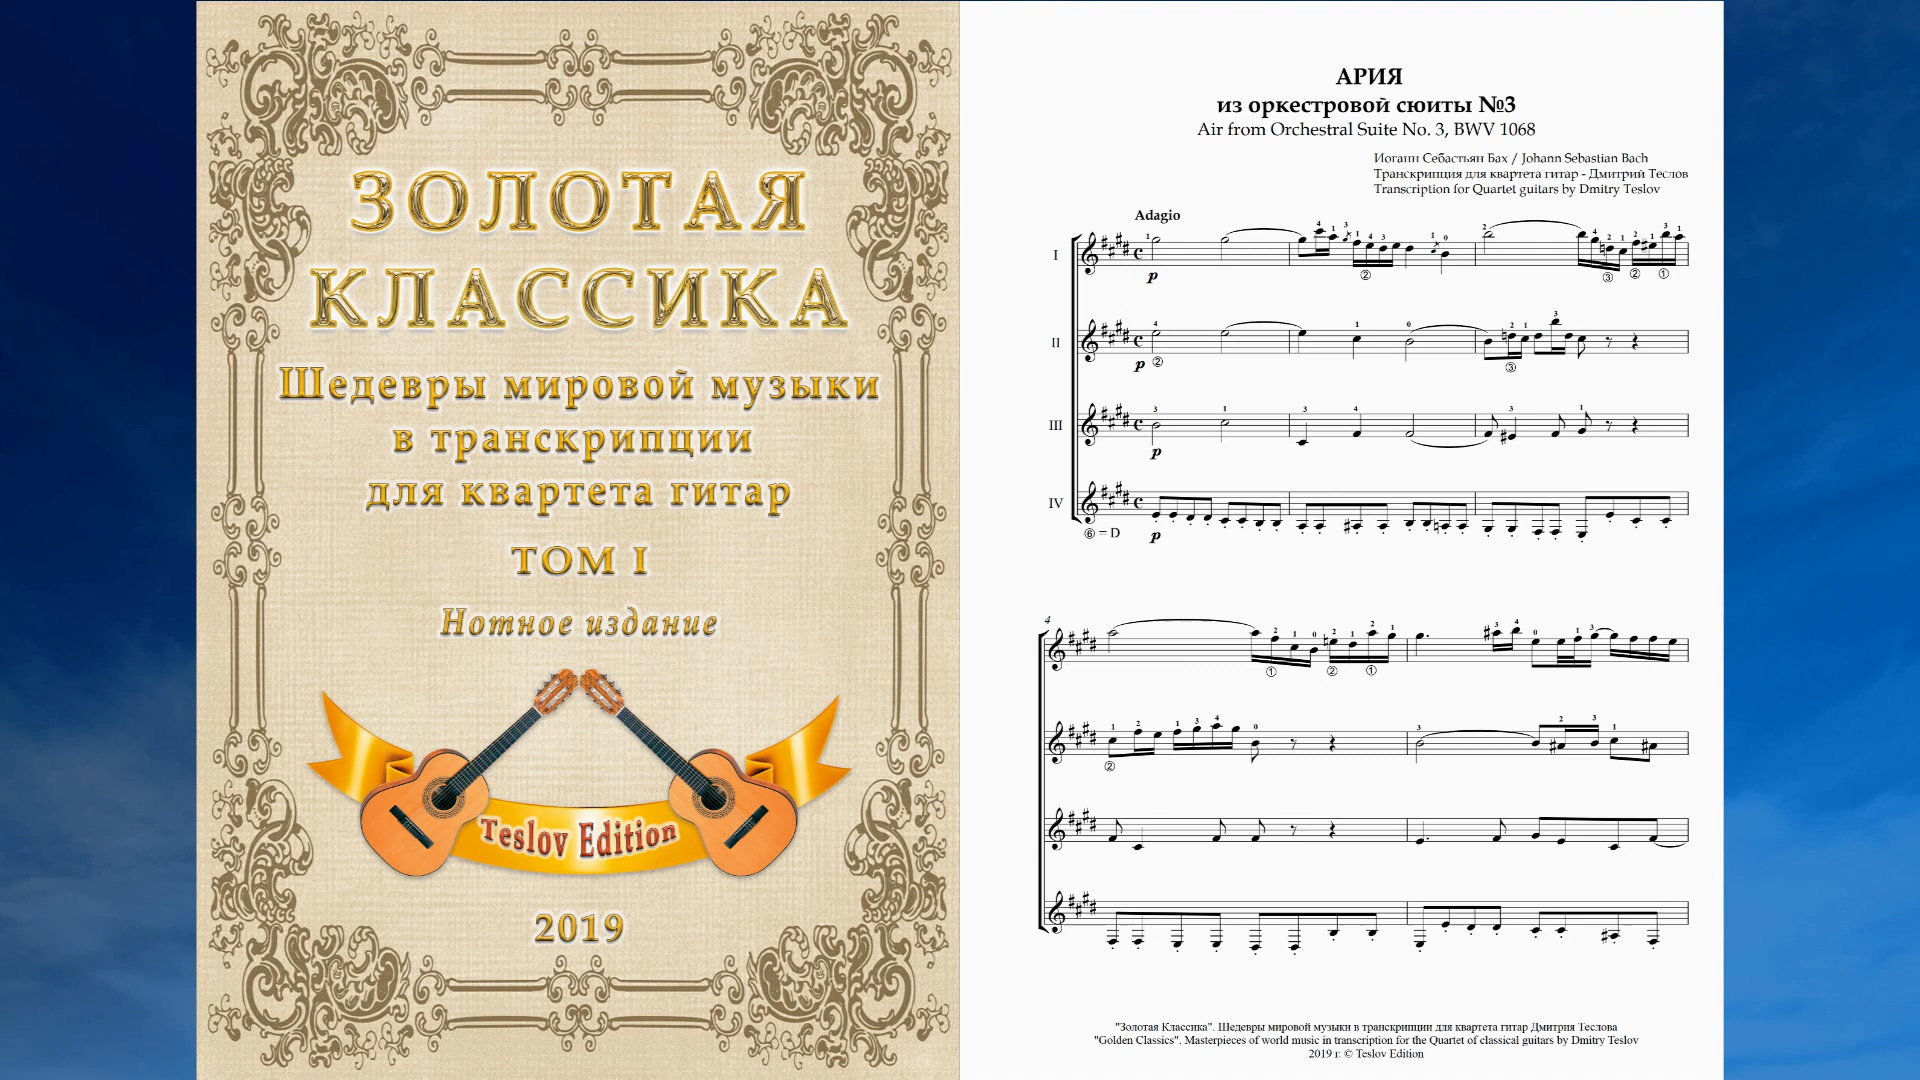 ЗОЛОТАЯ
КЛАССИКА
Шедевры мировой музыки
в транскрипции
для квартета гитар
ТОМ I
Нотное издание
Teslov Edition
2019
АРИЯ
из оркестровой сюиты №3
Air from Orchestral Suite No. 3, BWV 1068
Иоганн Себастьян Бах / Johann Sebastian Bach
Транскрипция для квартета гитар - Дмитрий Теслов
Transcription for Quartet guitars by Dmitry Teslov
Adagio
I
p
II
p
III
p
IV
⑥ = D
p
4
"Золотая Классика". Шедевры мировой музыки в транскрипции для квартета гитар Дмитрия Теслова
"Golden Classics". Masterpieces of world music in transcription for the Quartet of classical guitars by Dmitry Teslov
2019 г. © Teslov Edition